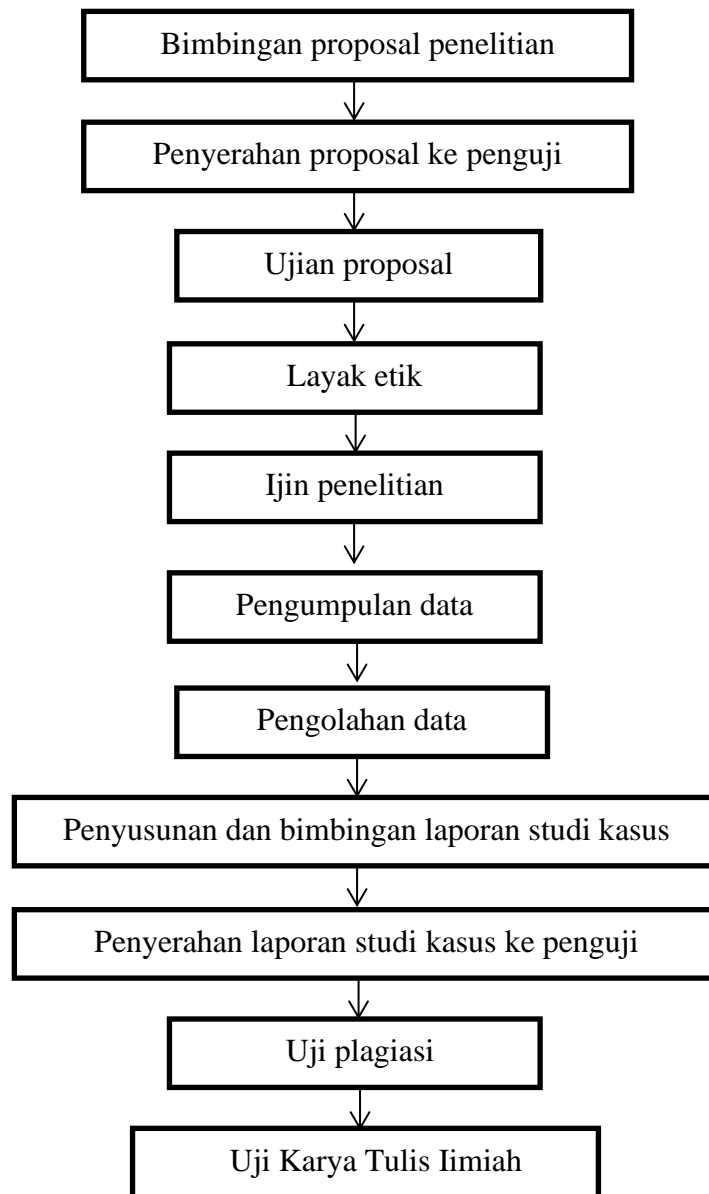 Bimbingan proposal penelitian
Penyerahan proposal ke penguji
Ujian proposal
Layak etik
Ijin penelitian
Pengumpulan data
Pengolahan data
Penyusunan dan bimbingan laporan studi kasus
Penyerahan laporan studi kasus ke penguji
Uji plagiasi
Uji Karya Tulis Iimiah